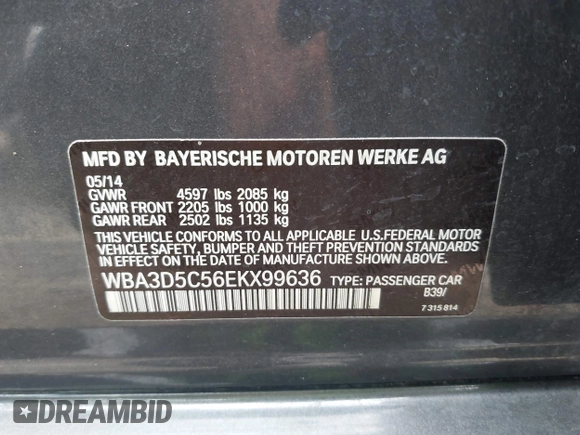 MFD BY BAYERISCHE MOTOREN WERKE AG
05/14
GVWR 4597 lbs 2085 kg
GAWR FRONT 2205 lbs 1000 kg
GAWR REAR 2502 lbs 1135 kg
THIS VEHICLE CONFORMS TO ALL APPLICABLE U.S.FEDERAL MOTOR
VEHICLE SAFETY, BUMPER AND THEFT PREVENTION STANDARDS
IN EFFECT ON THE DATE OF MANUFACTURE SHOWN ABOVE.
WBA3D5C56EKX99636 TYPE: PASSENGER CAR
B39/
7 315 814
DREAMBID